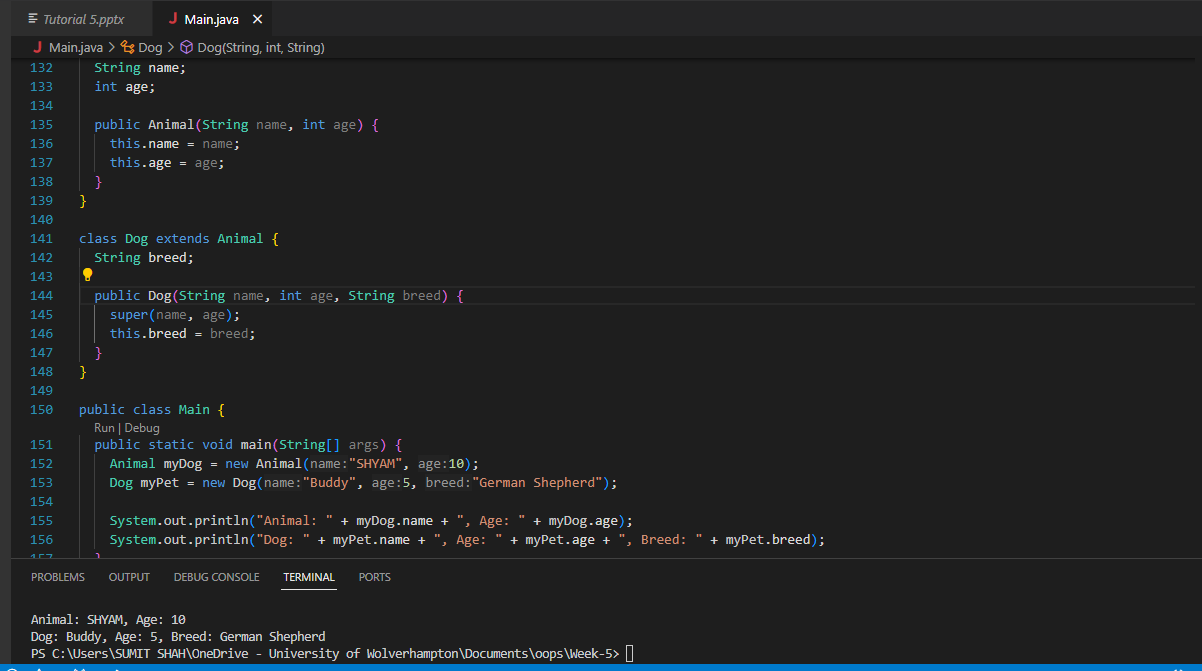 Tutorial 5.pptx
Main.java
Main.java > Dog > Dog(String, int, String)
132 String name;
133 int age;
134
135 public Animal(String name, int age) {
136 this.name = name;
137 this.age = age;
138 }
139 }
140
141 class Dog extends Animal {
142 String breed;
143
144 public Dog(String name, int age, String breed) {
145 super(name, age);
146 this.breed = breed;
147 }
148 }
149
150 public class Main {
Run | Debug
151 public static void main(String[] args) {
152 Animal myDog = new Animal(name:"SHYAM", age:10);
153 Dog myPet = new Dog(name:"Buddy", age:5, breed:"German Shepherd");
154
155 System.out.println("Animal: " + myDog.name + ", Age: " + myDog.age);
156 System.out.println("Dog: " + myPet.name + ", Age: " + myPet.age + ", Breed: " + myPet.breed);
157 }
PROBLEMS OUTPUT DEBUG CONSOLE TERMINAL PORTS
Animal: SHYAM, Age: 10
Dog: Buddy, Age: 5, Breed: German Shepherd
PS C:\Users\SUMIT SHAH\OneDrive - University of Wolverhampton\Documents\oops\Week-5>